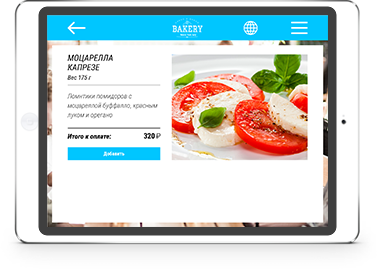 BAKERY
МОЦАРЕЛЛА
КАПРЕЗЕ
Вес 175 г
Ломтики помидоров с
моцареллой буффало, красным
луком и орегано
Итого к оплате: 320 ₽
Добавить